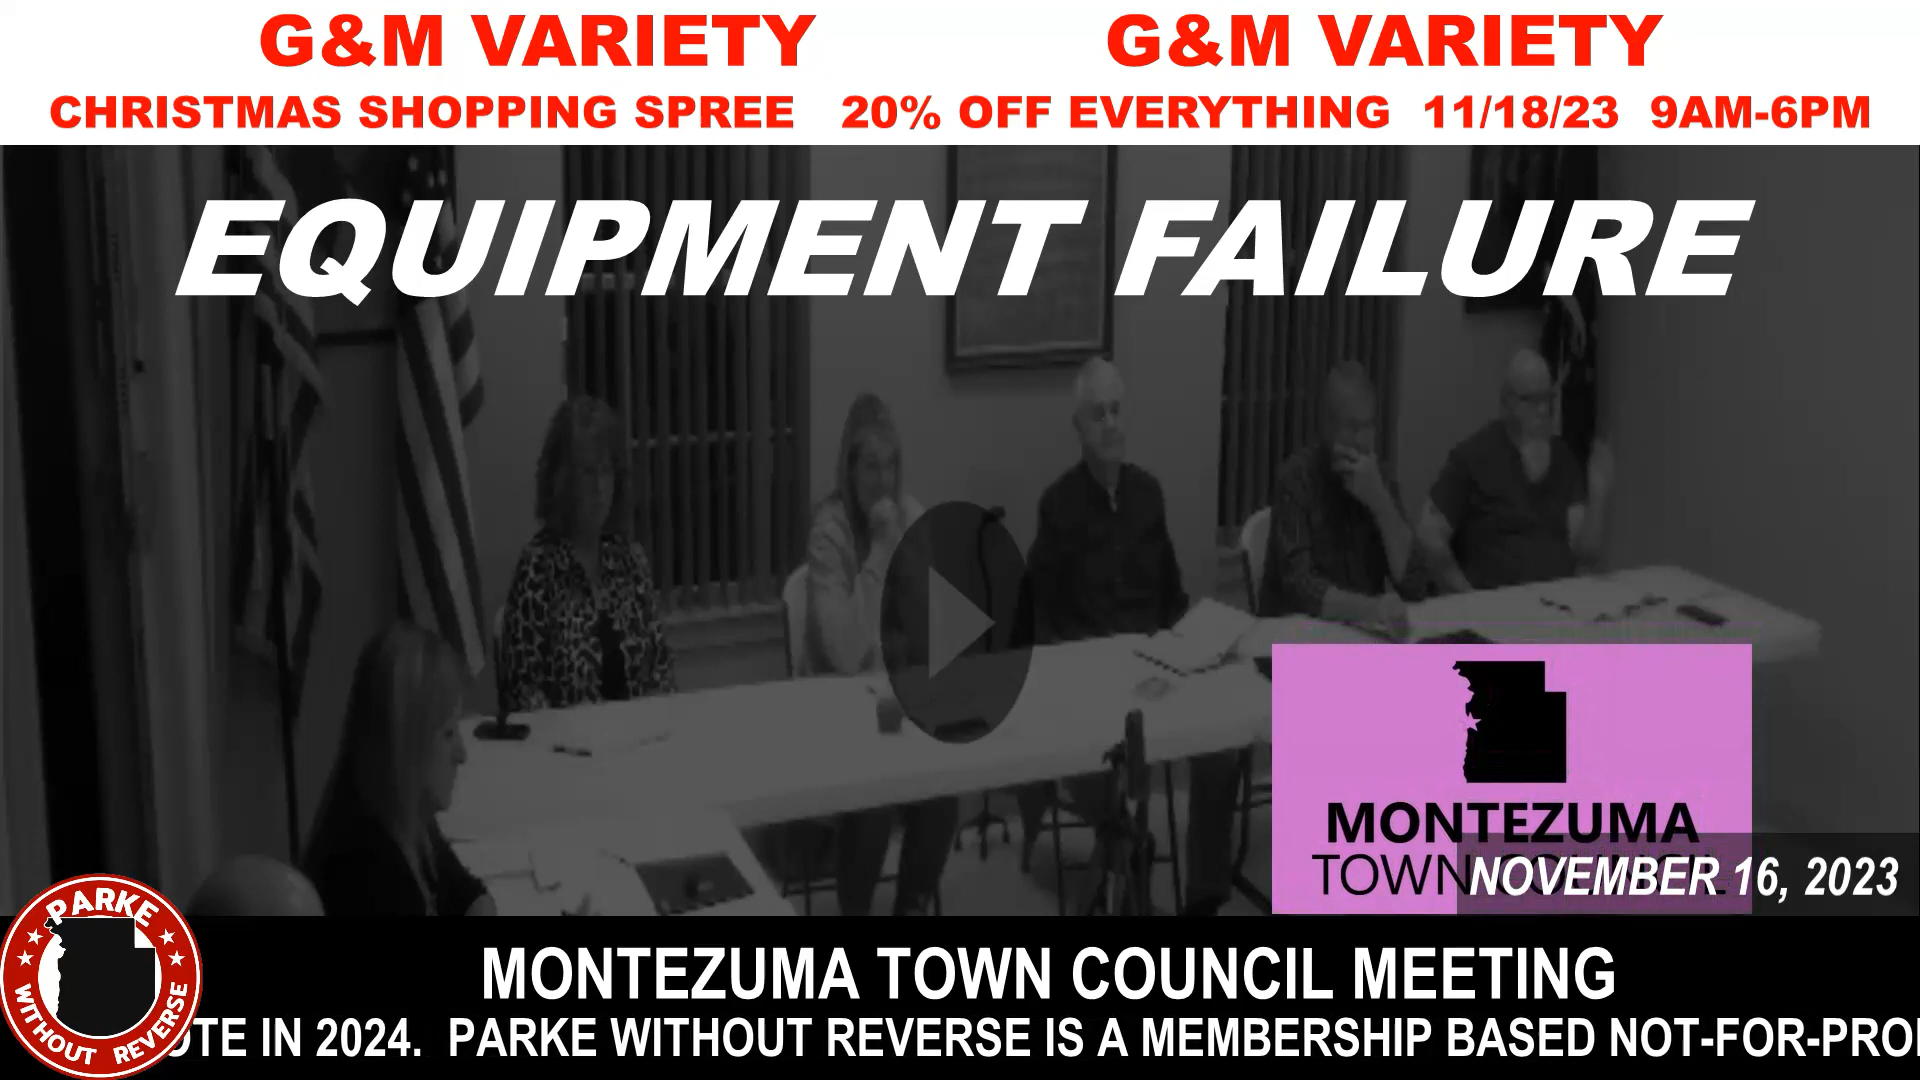 G&M VARIETY G&M VARIETY
CHRISTMAS SHOPPING SPREE 20% OFF EVERYTHING 11/18/23 9AM-6PM
EQUIPMENT FAILURE
MONTEZUMA
TOWN COUNCIL
NOVEMBER 16, 2023
PARKE
WITHOUT REVERSE
MONTEZUMA TOWN COUNCIL MEETING
OTE IN 2024. PARKE WITHOUT REVERSE IS A MEMBERSHIP BASED NOT-FOR-PRO